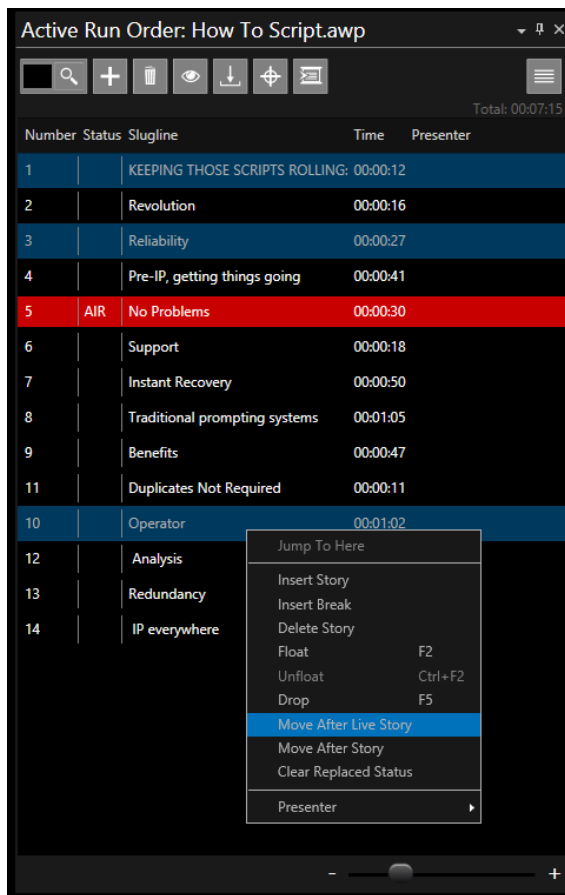 Active Run Order: How To Script.awp
Total: 00:07:15
Number Status Slugline Time Presenter
1 KEEPING THOSE SCRIPTS ROLLING: 00:00:12
2 Revolution 00:00:16
3 Reliability 00:00:27
4 Pre-IP, getting things going 00:00:41
5 AIR No Problems 00:00:30
6 Support 00:00:18
7 Instant Recovery 00:00:50
8 Traditional prompting systems 00:01:05
9 Benefits 00:00:47
11 Duplicates Not Required 00:00:11
10 Operator 00:01:02
12 Analysis
13 Redundancy
14 IP everywhere
Jump To Here
Insert Story
Insert Break
Delete Story
Float F2
Unfloat Ctrl+F2
Drop F5
Move After Live Story
Move After Story
Clear Replaced Status
Presenter
- +